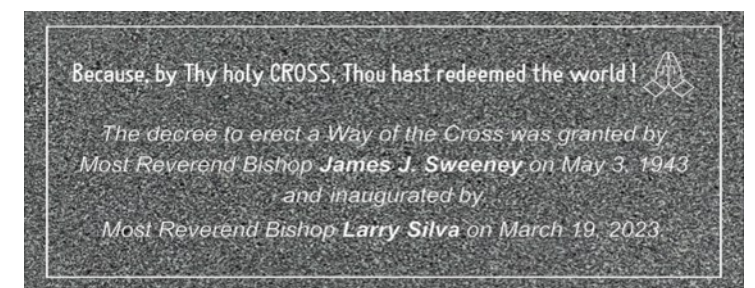 Because, by Thy holy CROSS, Thou hast redeemed the world !
The decree to erect a Way of the Cross was granted by
Most Reverend Bishop James J. Sweeney on May 3, 1943
and inaugurated by
Most Reverend Bishop Larry Silva on March 19, 2023